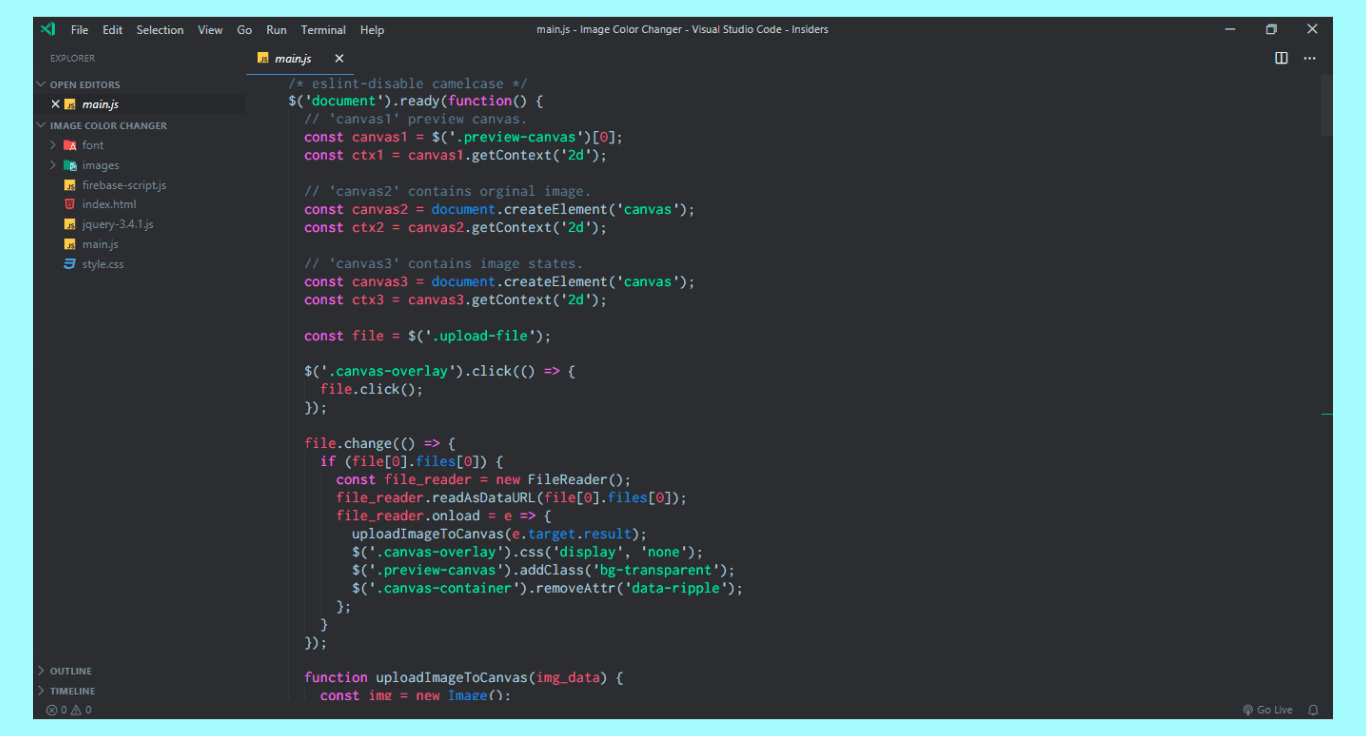 File Edit Selection View Go Run Terminal Help main.js - Image Color Changer - Visual Studio Code - Insiders
EXPLORER
JS main.js
OPEN EDITORS
JS main.js
IMAGE COLOR CHANGER
font
images
JS firebase-script.js
index.html
JS jquery-3.4.1.js
JS main.js
style.css
OUTLINE
TIMELINE
/* eslint-disable camelcase */
$('document').ready(function() {
// 'canvas1' preview canvas.
const canvas1 = $('.preview-canvas')[0];
const ctx1 = canvas1.getContext('2d');
// 'canvas2' contains orginal image.
const canvas2 = document.createElement('canvas');
const ctx2 = canvas2.getContext('2d');
// 'canvas3' contains image states.
const canvas3 = document.createElement('canvas');
const ctx3 = canvas3.getContext('2d');
const file = $('.upload-file');
$('.canvas-overlay').click(() => {
file.click();
});
file.change(() => {
if (file[0].files[0]) {
const file_reader = new FileReader();
file_reader.readAsDataURL(file[0].files[0]);
file_reader.onload = e => {
uploadImageToCanvas(e.target.result);
$('.canvas-overlay').css('display', 'none');
$('.preview-canvas').addClass('bg-transparent');
$('.canvas-container').removeAttr('data-ripple');
};
}
});
function uploadImageToCanvas(img_data) {
const img = new Image();
0 0
Go Live